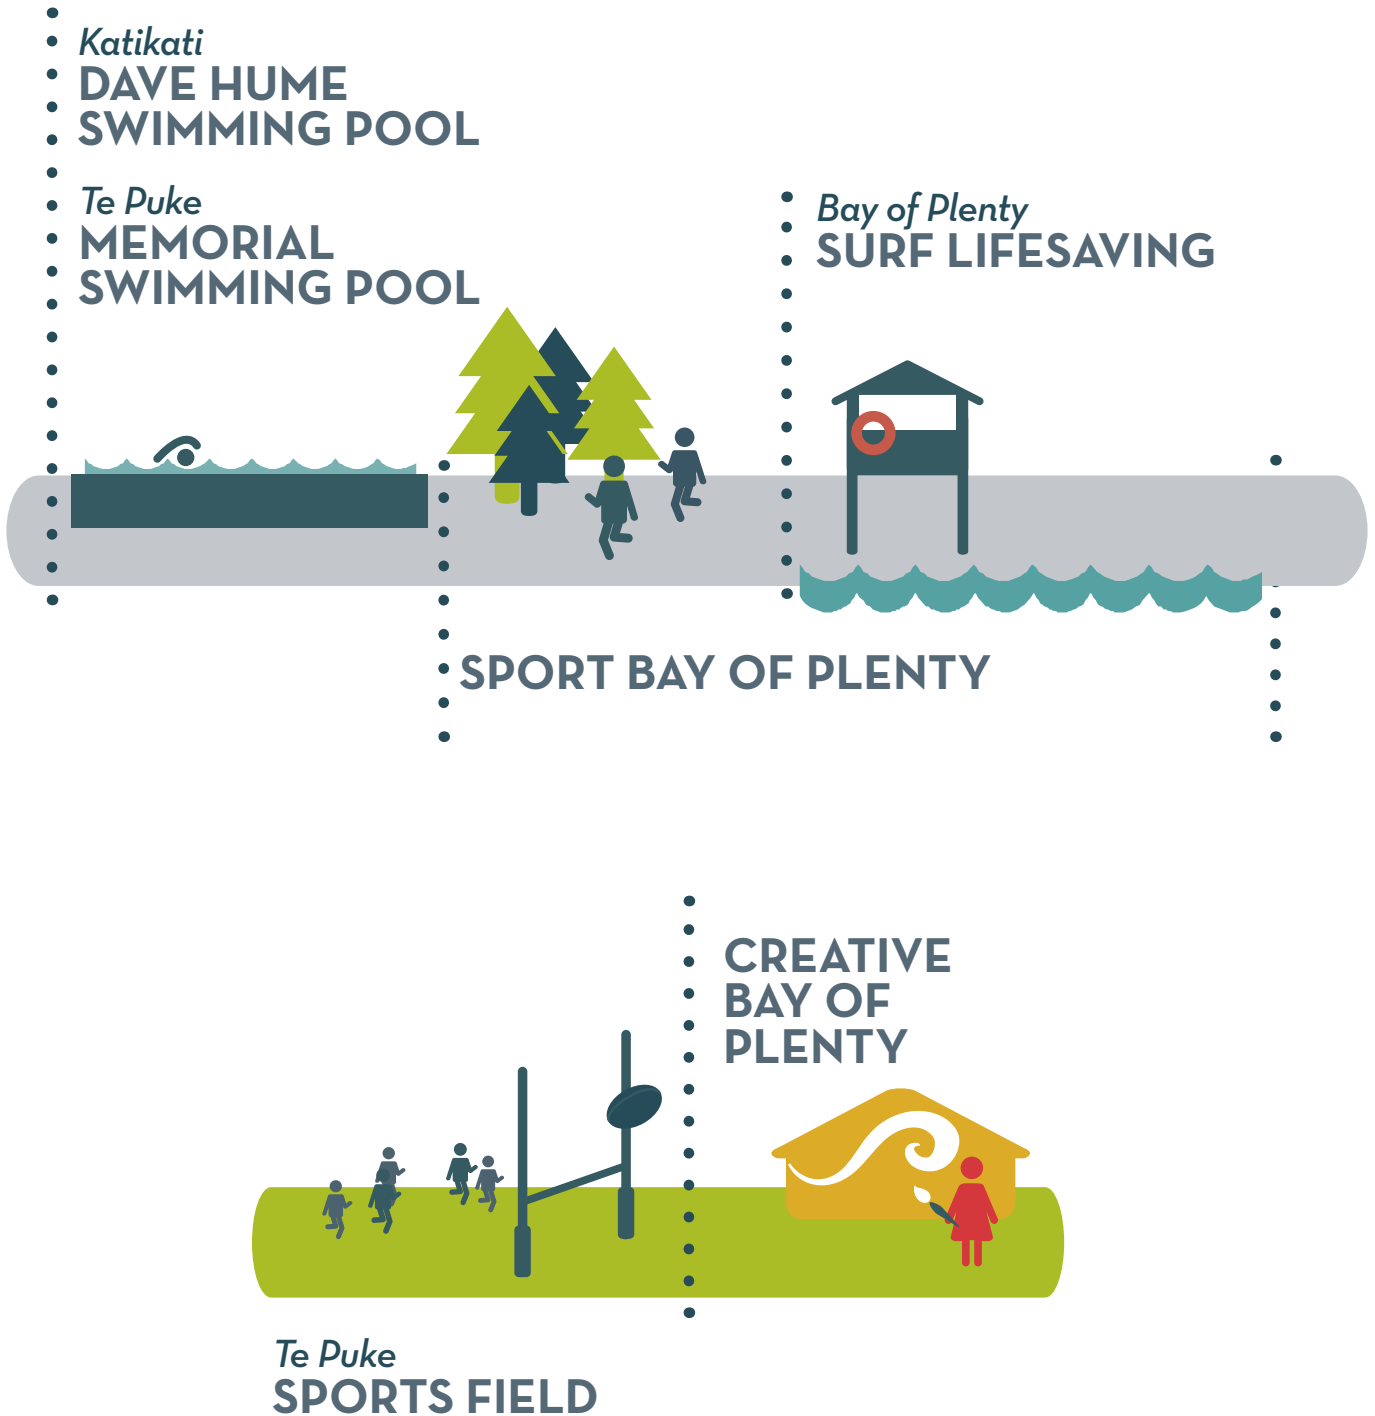 Katikati
DAVE HUME
SWIMMING POOL
Te Puke
MEMORIAL
SWIMMING POOL
Bay of Plenty
SURF LIFESAVING
SPORT BAY OF PLENTY
CREATIVE
BAY OF
PLENTY
Te Puke
SPORTS FIELD